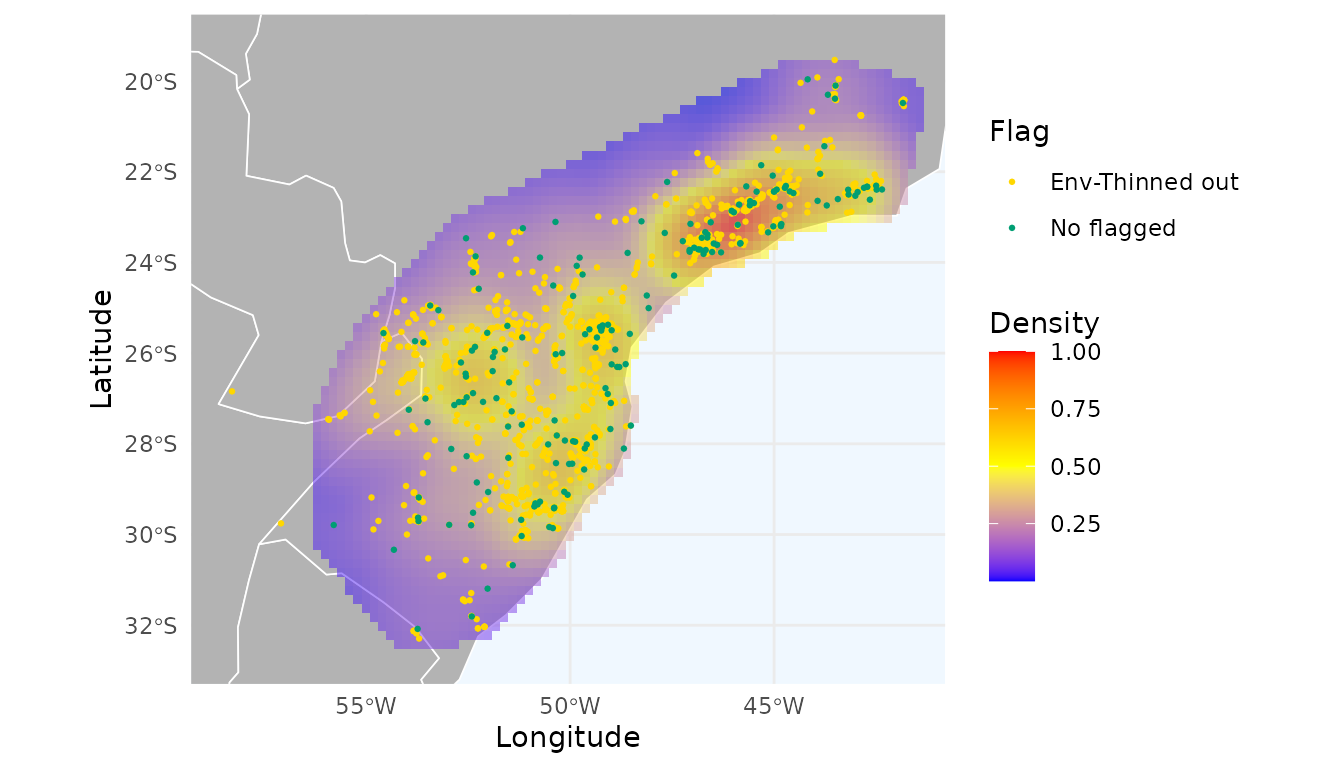 20°S
22°S
24°S
26°S
28°S
30°S
32°S
Latitude
55°W
50°W
45°W
Longitude
Flag
Env-Thinned out
No flagged
Density
1.00
0.75
0.50
0.25